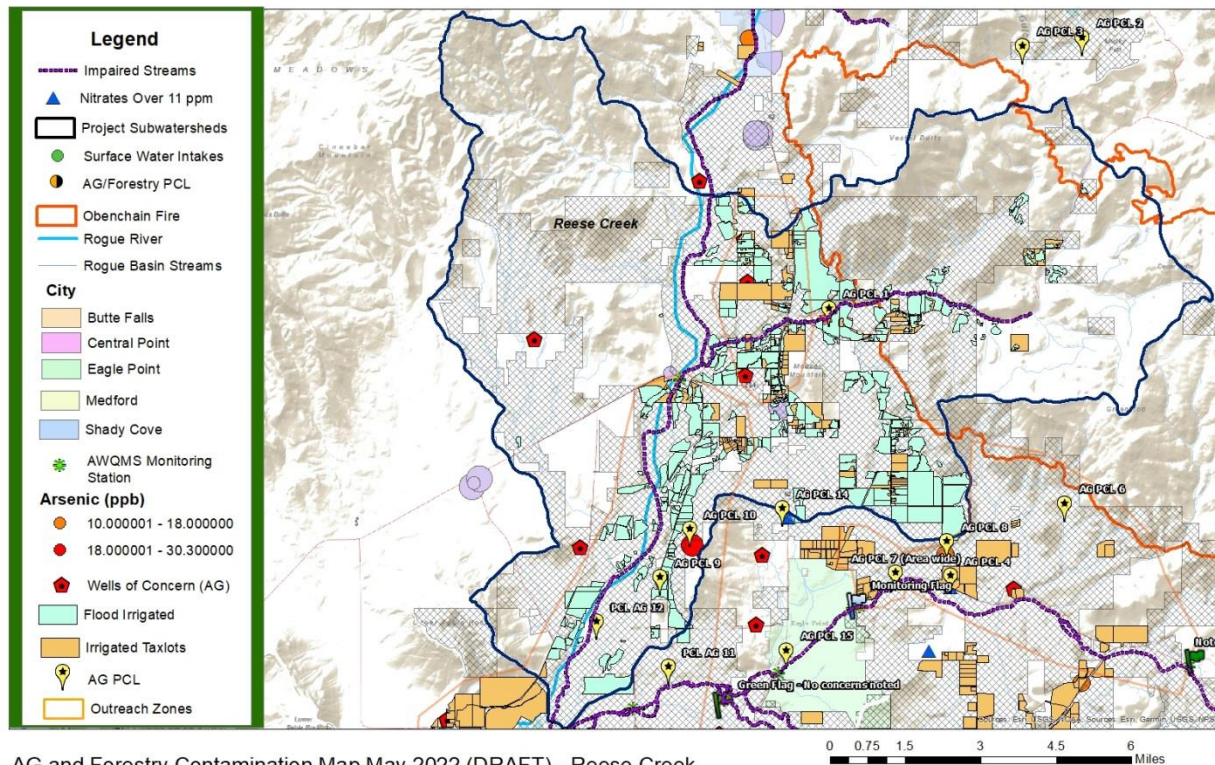 Legend
Impaired Streams
Nitrates Over 11 ppm
Project Subwatersheds
Surface Water Intakes
AG/Forestry PCL
Obenchain Fire
Rogue River
Rogue Basin Streams
City
Butte Falls
Central Point
Eagle Point
Medford
Shady Cove
AWQMS Monitoring
Station
Arsenic (ppb)
10.000001 - 18.000000
18.000001 - 30.300000
Wells of Concern (AG)
Flood Irrigated
Irrigated Taxlots
AG PCL
Outreach Zones
MEADOWS
AG PCL 3
AG PCL 2
Reese Creek
AG PCL 1
AG PCL 14
AG PCL 6
AG PCL 10
AG PCL 8
AG PCL 9
AG PCL 7 (Area wide)
AG PCL 4
Monitoring Flag
PCL AG 12
Eagle Point
AG PCL 15
PCL AG 11
Green Flag - No concerns noted
0 0.75 1.5 3 4.5 6
Miles
AG and Forestry Contamination Map May 2022 (DRAFT) - Reese Creek